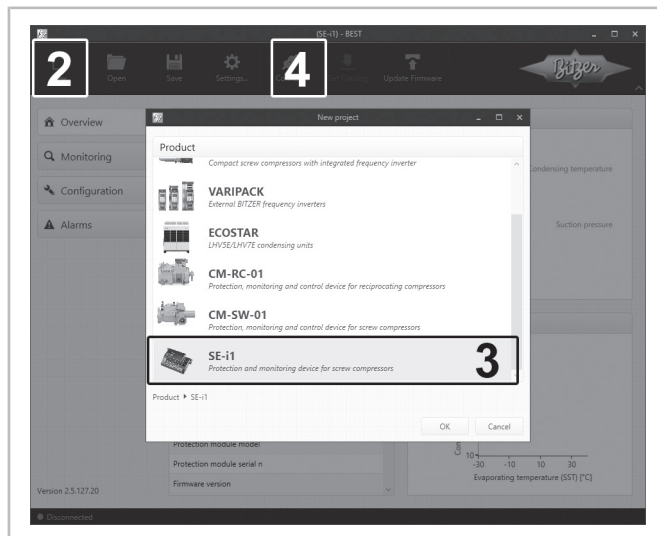 (SE-i1) - BEST
2
Open
Save
Settings...
4
Update Firmware
Bitzer
Overview
Monitoring
Configuration
Alarms
New project
Product
Compact screw compressors with integrated frequency inverter
VARIPACK
External BITZER frequency inverters
ECOSTAR
LHV5E/LHV7E condensing units
CM-RC-01
Protection, monitoring and control device for reciprocating compressors
CM-SW-01
Protection, monitoring and control device for screw compressors
SE-i1
Protection and monitoring device for screw compressors
3
Product ▸ SE-i1
OK Cancel
Condensing temperature
Suction pressure
Protection module model
Protection module serial n
Firmware version
10
-30 -10 10 30
Evaporating temperature (SST) [°C]
Version 2.5.127.20
Disconnected